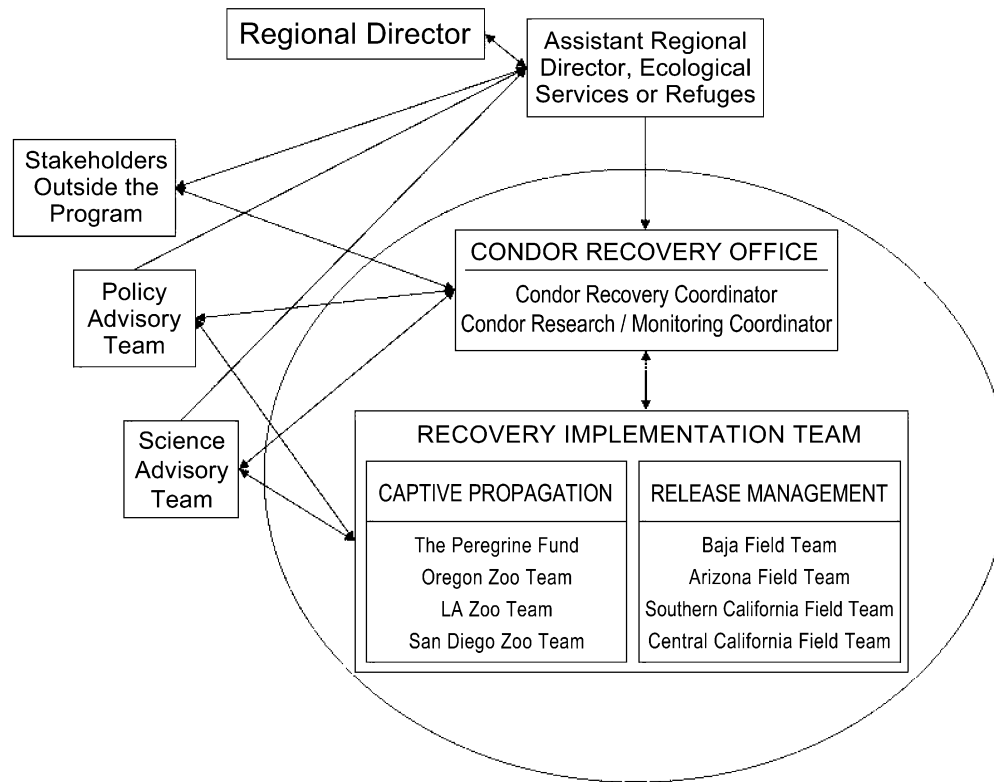 Regional Director
Assistant Regional
Director, Ecological
Services or Refuges
Stakeholders
Outside the
Program
CONDOR RECOVERY OFFICE
Condor Recovery Coordinator
Condor Research / Monitoring Coordinator
Policy
Advisory
Team
Science
Advisory
Team
RECOVERY IMPLEMENTATION TEAM
CAPTIVE PROPAGATION
The Peregrine Fund
Oregon Zoo Team
LA Zoo Team
San Diego Zoo Team
RELEASE MANAGEMENT
Baja Field Team
Arizona Field Team
Southern California Field Team
Central California Field Team